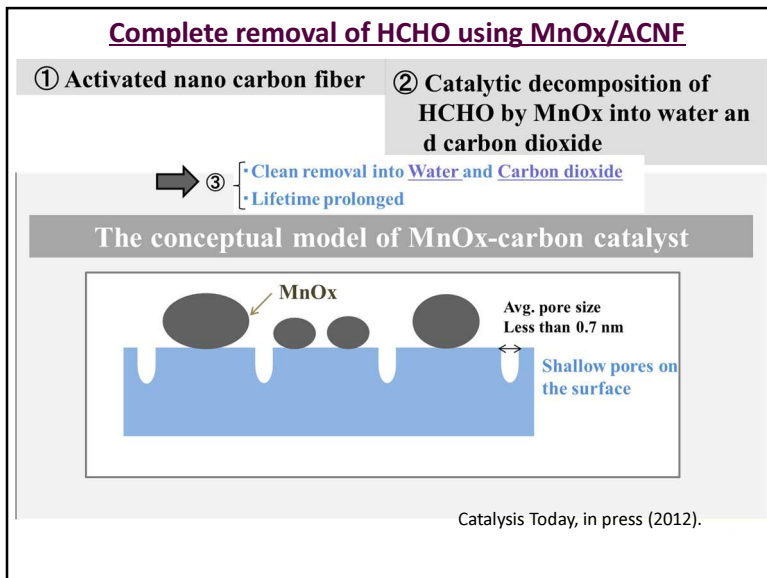 Complete removal of HCHO using MnOx/ACNF
① Activated nano carbon fiber
② Catalytic decomposition of
HCHO by MnOx into water an
d carbon dioxide
③
・Clean removal into Water and Carbon dioxide
・Lifetime prolonged
The conceptual model of MnOx-carbon catalyst
MnOx
Avg. pore size
Less than 0.7 nm
Shallow pores on
the surface
Catalysis Today, in press (2012).